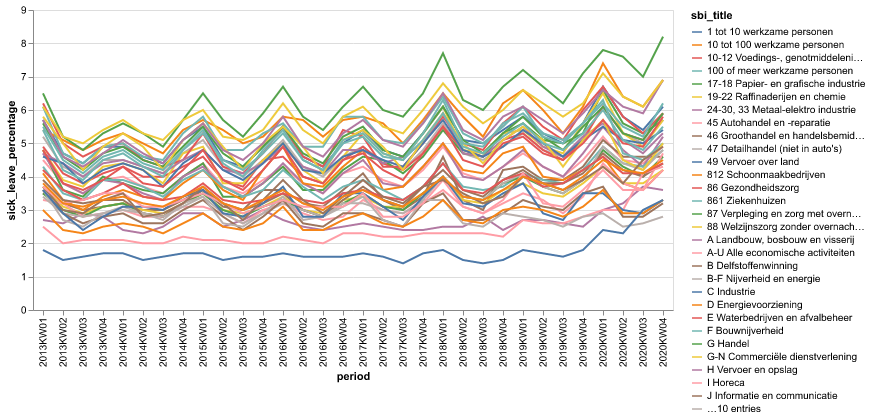 9
8
7
6
5
4
3
2
1
0
sick_leave_percentage
2013KW01
2013KW02
2013KW03
2013KW04
2014KW01
2014KW02
2014KW03
2014KW04
2015KW01
2015KW02
2015KW03
2015KW04
2016KW01
2016KW02
2016KW03
2016KW04
2017KW01
2017KW02
2017KW03
2017KW04
2018KW01
2018KW02
2018KW03
2018KW04
2019KW01
2019KW02
2019KW03
2019KW04
2020KW01
2020KW02
2020KW03
2020KW04
period
sbi_title
1 tot 10 werkzame personen
10 tot 100 werkzame personen
10-12 Voedings-, genotmiddeleni…
100 of meer werkzame personen
17-18 Papier- en grafische industrie
19-22 Raffinaderijen en chemie
24-30, 33 Metaal-elektro industrie
45 Autohandel en -reparatie
46 Groothandel en handelsbemid…
47 Detailhandel (niet in auto's)
49 Vervoer over land
812 Schoonmaakbedrijven
86 Gezondheidszorg
861 Ziekenhuizen
87 Verpleging en zorg met overn…
88 Welzijnszorg zonder overnach…
A Landbouw, bosbouw en visserij
A-U Alle economische activiteiten
B Delfstoffenwinning
B-F Nijverheid en energie
C Industrie
D Energievoorziening
E Waterbedrijven en afvalbeheer
F Bouwnijverheid
G Handel
G-N Commerciële dienstverlening
H Vervoer en opslag
I Horeca
J Informatie en communicatie
…10 entries